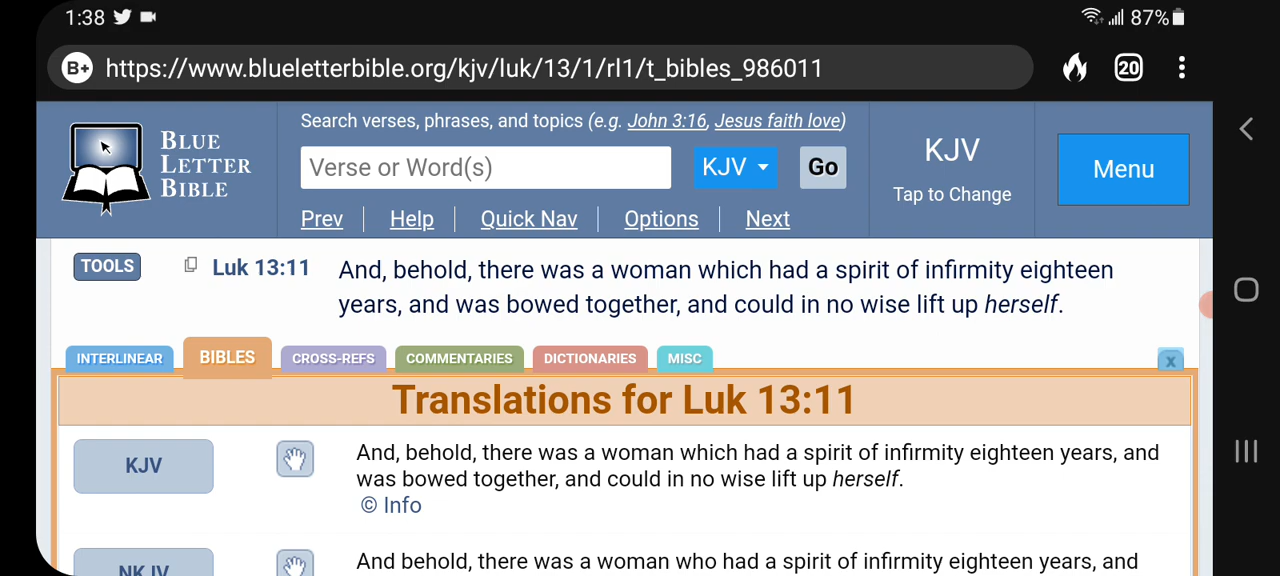 1:38 87%
B+ https://www.blueletterbible.org/kjv/luk/13/1/rl1/t_bibles_986011 20
BLUE LETTER BIBLE
Search verses, phrases, and topics (e.g. John 3:16, Jesus faith love)
Verse or Word(s) KJV Go
Prev Help Quick Nav Options Next
KJV
Tap to Change
Menu
TOOLS Luk 13:11 And, behold, there was a woman which had a spirit of infirmity eighteen
years, and was bowed together, and could in no wise lift up herself.
INTERLINEAR BIBLES CROSS-REFS COMMENTARIES DICTIONARIES MISC x
Translations for Luk 13:11
KJV And, behold, there was a woman which had a spirit of infirmity eighteen years, and
was bowed together, and could in no wise lift up herself.
© Info
NKJV And behold, there was a woman who had a spirit of infirmity eighteen years, and